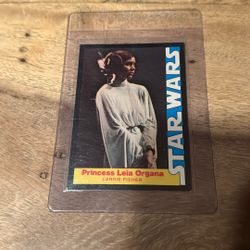 STAR WARS
Princess Leia Organa
CARRIE FISHER